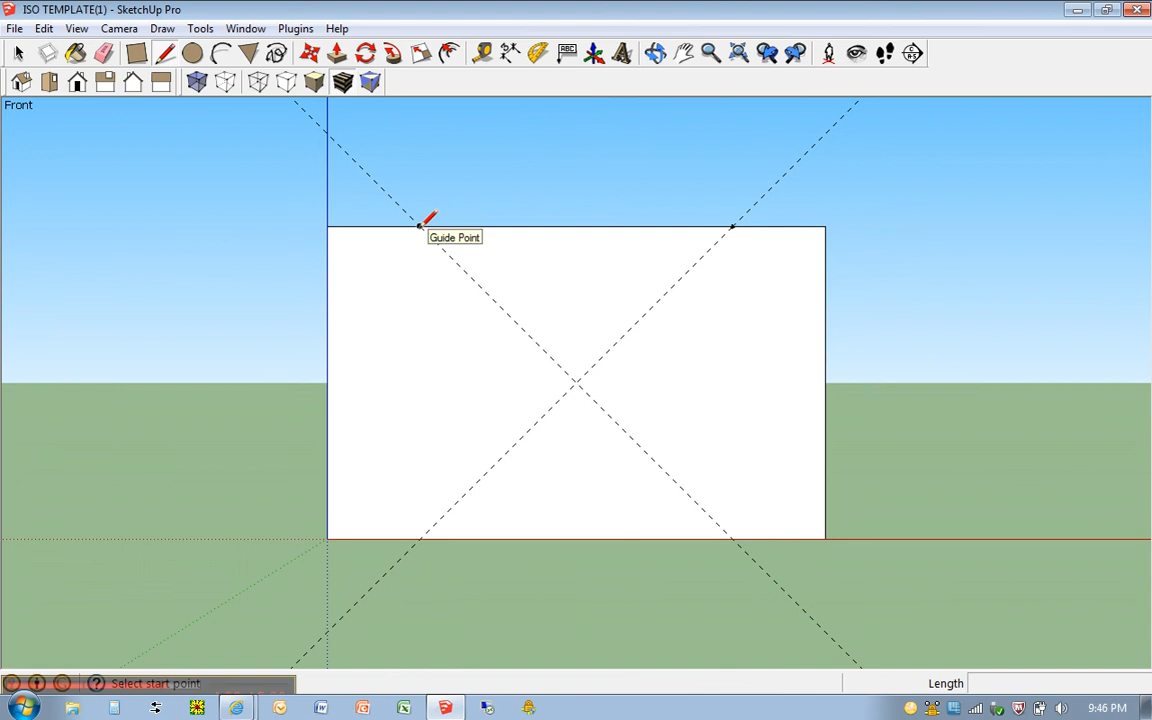 ISO TEMPLATE(1) - SketchUp Pro
File Edit View Camera Draw Tools Window Plugins Help
Front
Guide Point
Select start point
Length
9:46 PM